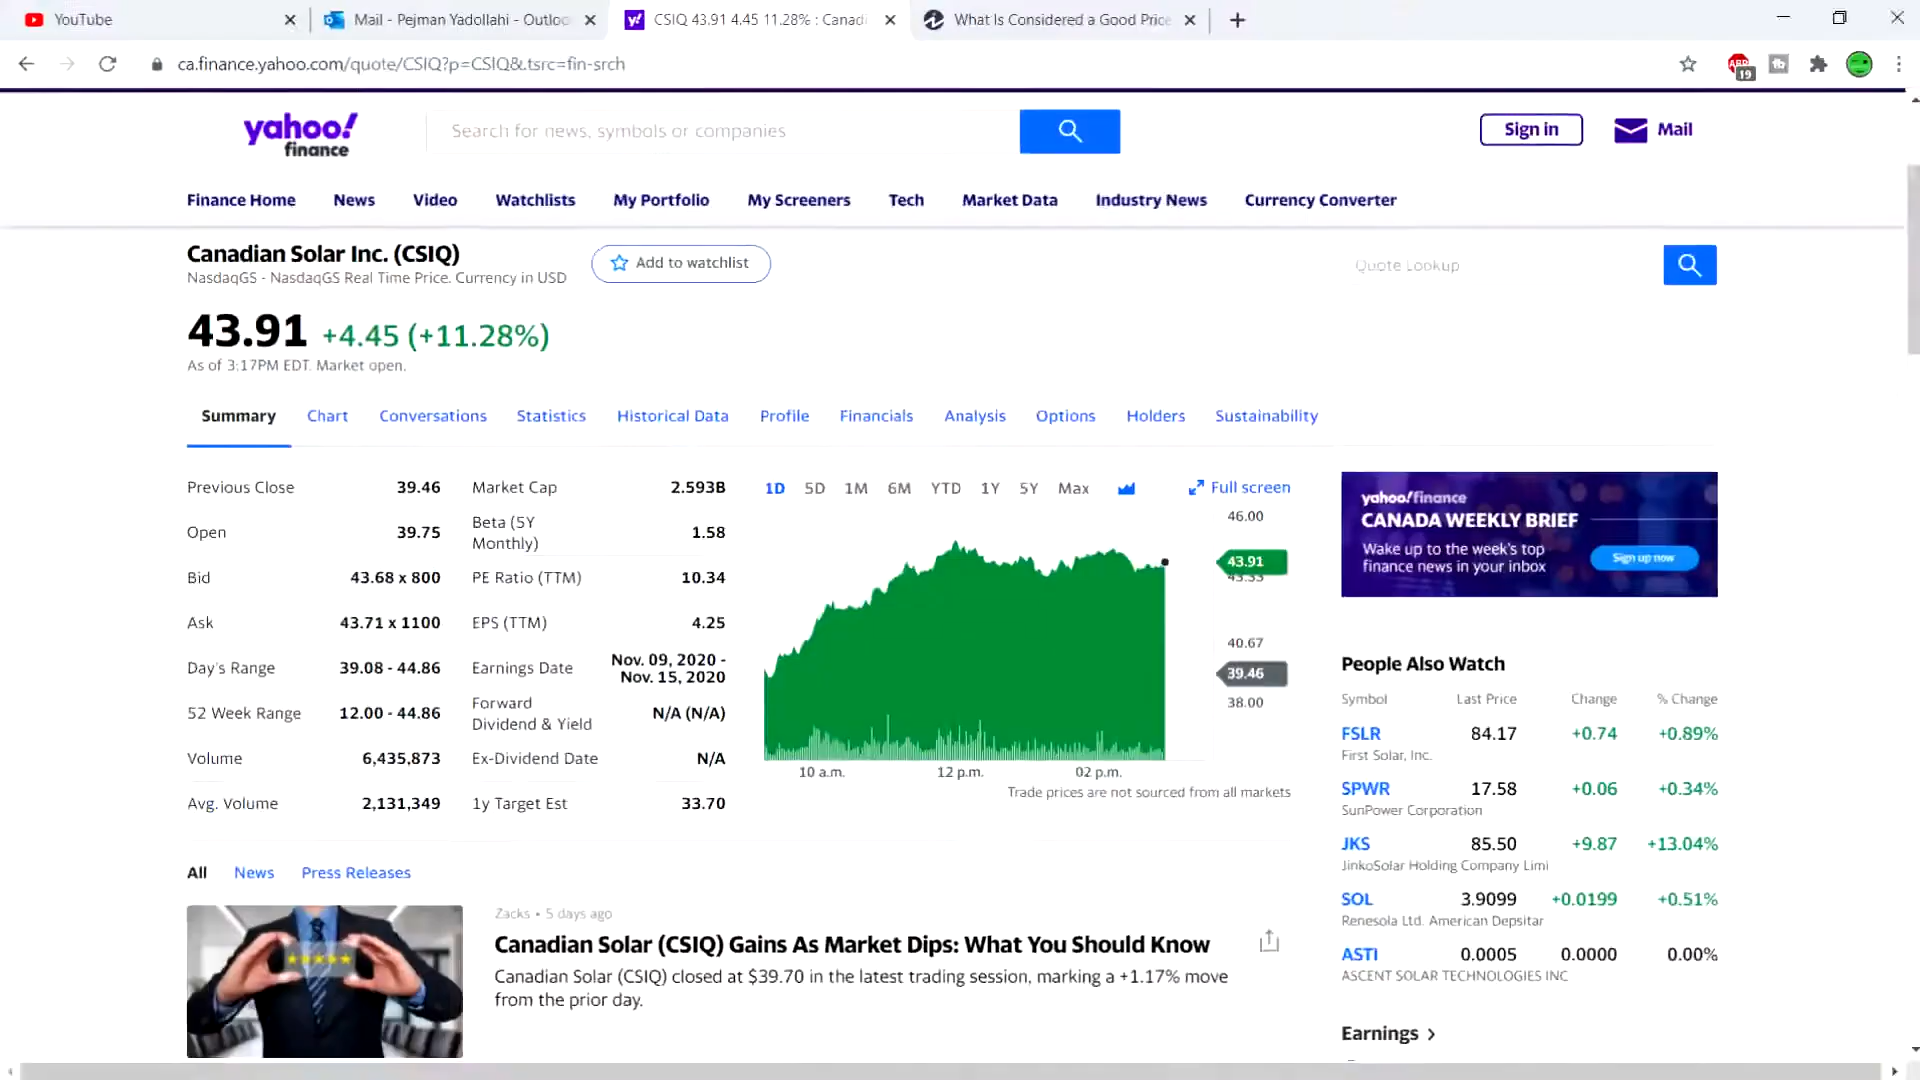 YouTube
Mail - Pejman Yadollahi - Outloo
CSIQ 43.91 4.45 11.28% : Canadi
What Is Considered a Good Price
ca.finance.yahoo.com/quote/CSIQ?p=CSIQ&.tsrc=fin-srch
ABP
19
yahoo!
finance
Search for news, symbols or companies
Sign in
Mail
Finance Home
News
Video
Watchlists
My Portfolio
My Screeners
Tech
Market Data
Industry News
Currency Converter
Canadian Solar Inc. (CSIQ)
NasdaqGS - NasdaqGS Real Time Price. Currency in USD
Add to watchlist
Quote Lookup
43.91 +4.45 (+11.28%)
As of 3:17PM EDT. Market open.
Summary
Chart
Conversations
Statistics
Historical Data
Profile
Financials
Analysis
Options
Holders
Sustainability
Previous Close 39.46
Open 39.75
Bid 43.68 x 800
Ask 43.71 x 1100
Day's Range 39.08 - 44.86
52 Week Range 12.00 - 44.86
Volume 6,435,873
Avg. Volume 2,131,349
Market Cap 2.593B
Beta (5Y
Monthly) 1.58
PE Ratio (TTM) 10.34
EPS (TTM) 4.25
Earnings Date Nov. 09, 2020 -
Nov. 15, 2020
Forward
Dividend & Yield N/A (N/A)
Ex-Dividend Date N/A
1y Target Est 33.70
1D 5D 1M 6M YTD 1Y 5Y Max
Full screen
46.00
43.91
43.33
40.67
39.46
38.00
10 a.m.
12 p.m.
02 p.m.
Trade prices are not sourced from all markets
yahoo!finance
CANADA WEEKLY BRIEF
Wake up to the week's top
finance news in your inbox
Sign up now
People Also Watch
Symbol Last Price Change % Change
FSLR 84.17 +0.74 +0.89%
First Solar, Inc.
SPWR 17.58 +0.06 +0.34%
SunPower Corporation
JKS 85.50 +9.87 +13.04%
JinkoSolar Holding Company Limi
SOL 3.9099 +0.0199 +0.51%
Renesola Ltd. American Depsitar
ASTI 0.0005 0.0000 0.00%
ASCENT SOLAR TECHNOLOGIES INC
Earnings
All
News
Press Releases
Zacks • 5 days ago
Canadian Solar (CSIQ) Gains As Market Dips: What You Should Know
Canadian Solar (CSIQ) closed at $39.70 in the latest trading session, marking a +1.17% move
from the prior day.